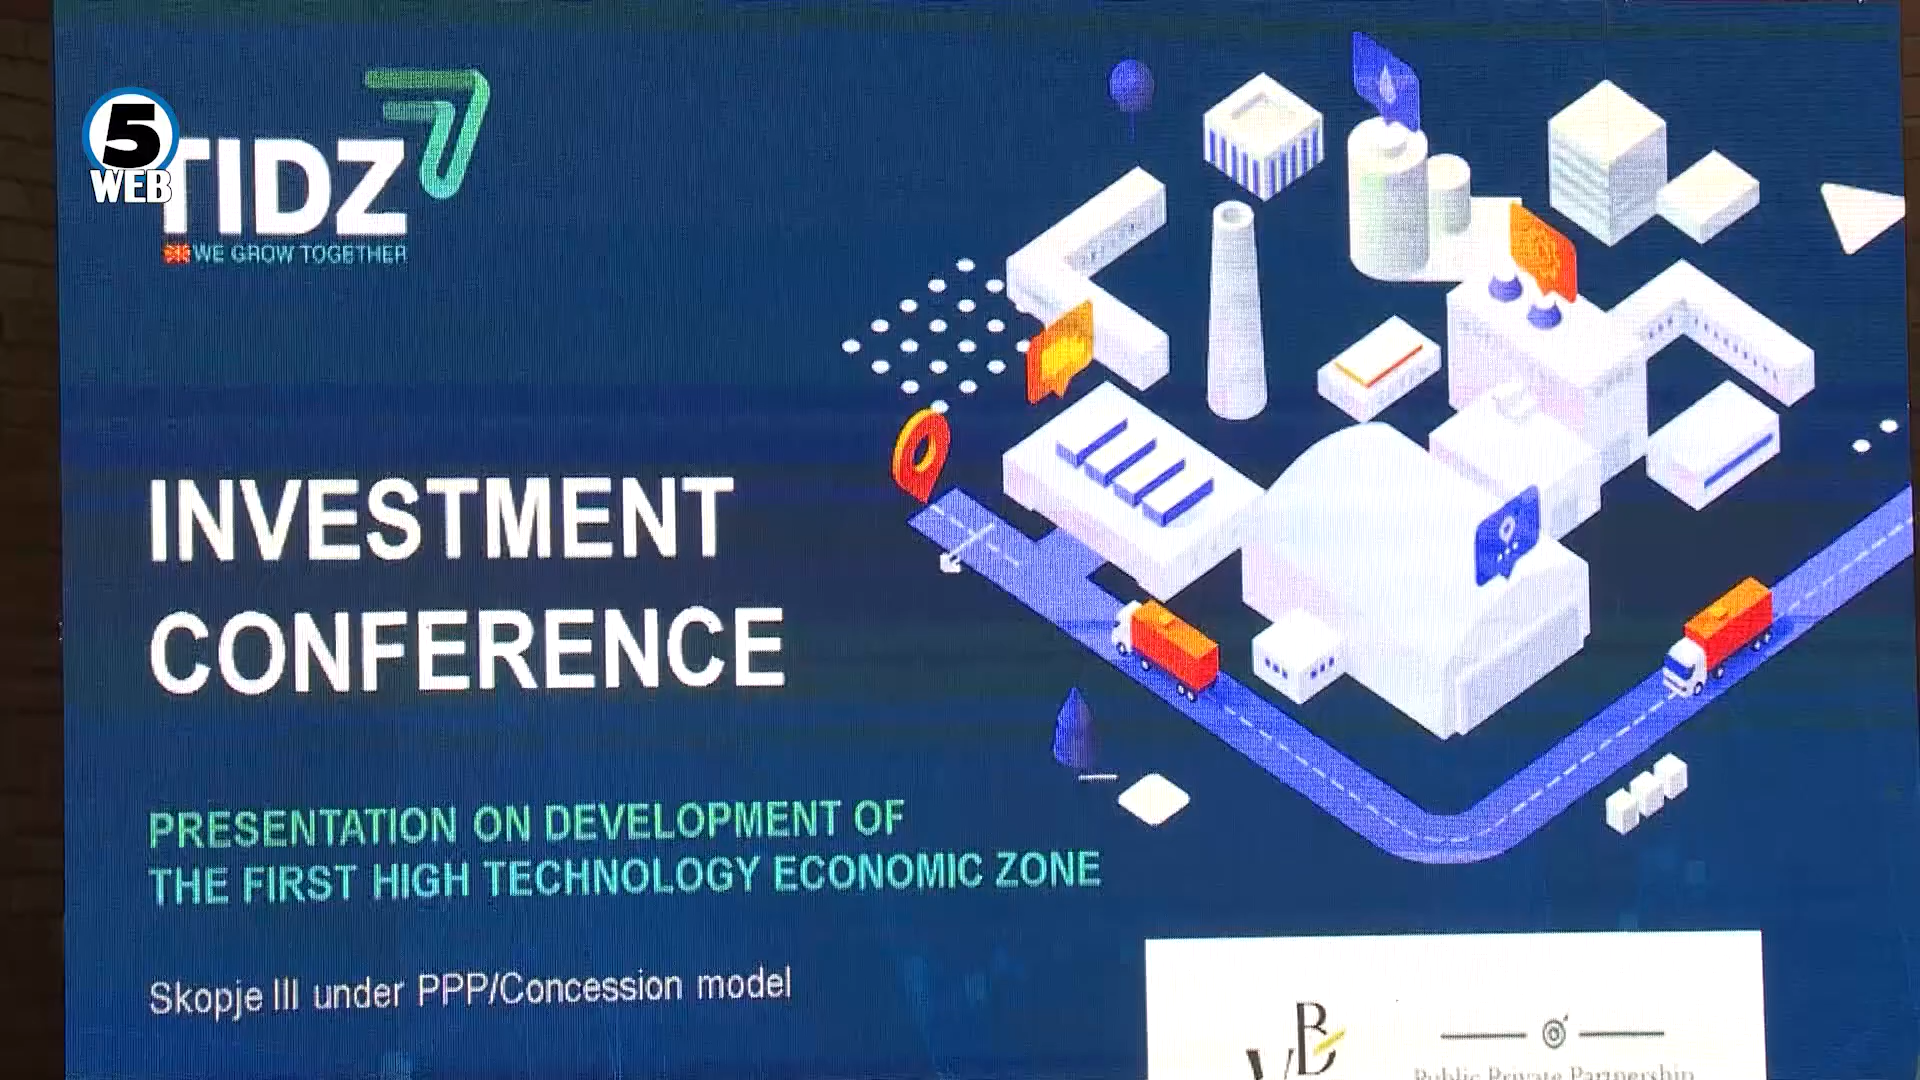 5
WEB
TIDZ
WE GROW TOGETHER
INVESTMENT
CONFERENCE
PRESENTATION ON DEVELOPMENT OF
THE FIRST HIGH TECHNOLOGY ECONOMIC ZONE
Skopje III under PPP/Concession model
VB
Public Private Partnership